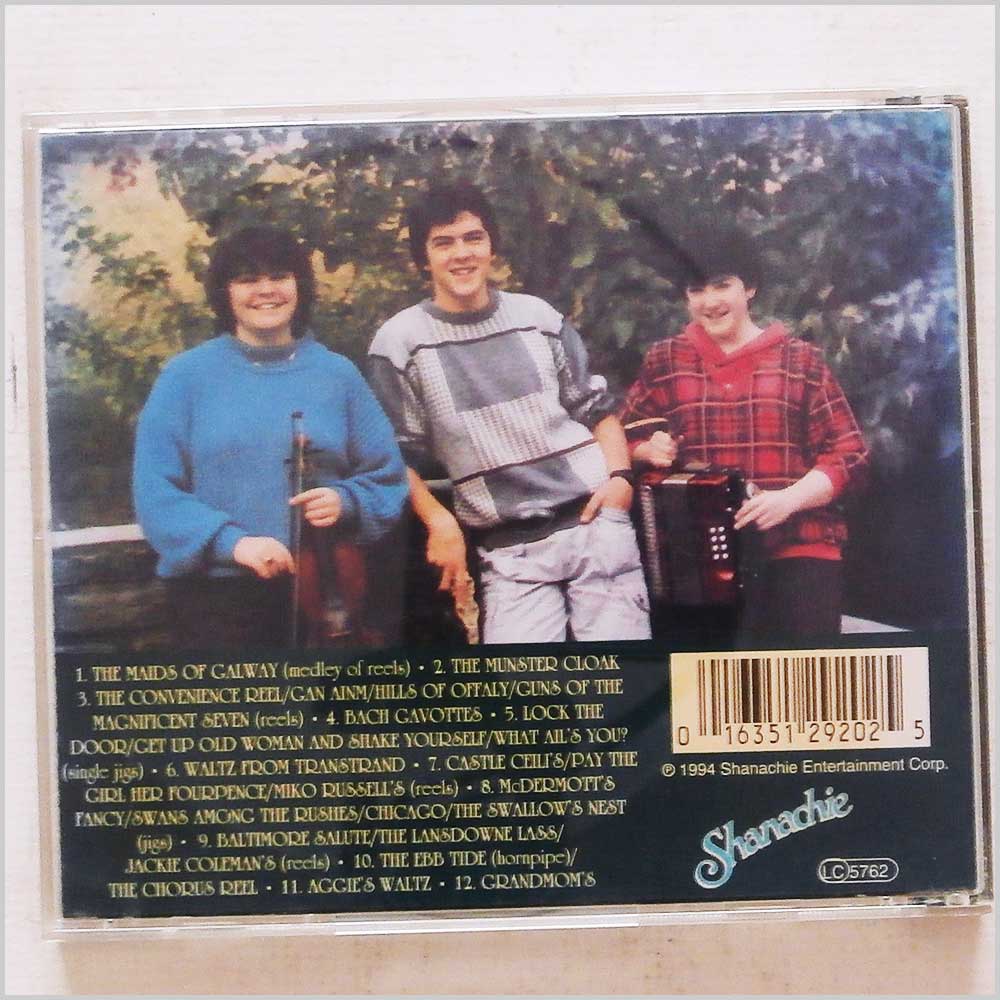 1. THE MAIDS OF GALWAY (medley of reels) • 2. THE MUNSTER CLOAK
3. THE CONVENIENCE REEL/GAN AINM/HILLS OF OFFALY/GUNS OF THE
MAGNIFICENT SEVEN (reels) • 4. BACH GAVOTTES • 5. LOCK THE
DOOR/GET UP OLD WOMAN AND SHAKE YOURSELF/WHAT AIL'S YOU?
(single jigs) • 6. WALTZ FROM TRANSTRAND • 7. CASTLE CEILI'S/PAY THE
GIRL HER FOURPENCE/MIKO RUSSELL'S (reels) • 8. McDERMOTT'S
FANCY/SWANS AMONG THE RUSHES/CHICAGO/THE SWALLOW'S NEST
(jigs) • 9. BALTIMORE SALUTE/THE LANSDOWNE LASS/
JACKIE COLEMAN'S (reels) • 10. THE EBB TIDE (hornpipe)/
THE CHORUS REEL • 11. AGGIE'S WALTZ • 12. GRANDMOM'S
0 16351 29202 5
℗ 1994 Shanachie Entertainment Corp.
Shanachie
LC 5762